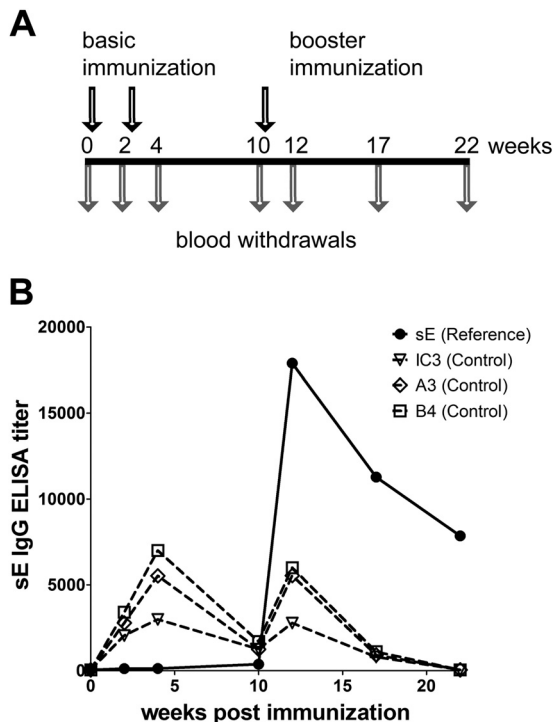 A
basic
immunization
booster
immunization
0 2 4 10 12 17 22 weeks
blood withdrawals
B
20000
15000
10000
5000
0
sE IgG ELISA titer
sE (Reference)
IC3 (Control)
A3 (Control)
B4 (Control)
0 5 10 15 20
weeks post immunization